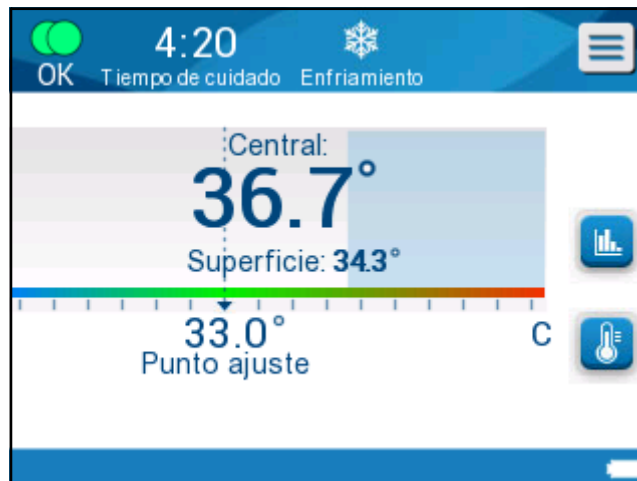 4:20
OK Tiempo de cuidado Enfriamiento
Central:
36.7°
Superficie: 34.3°
33.0° C
Punto ajuste